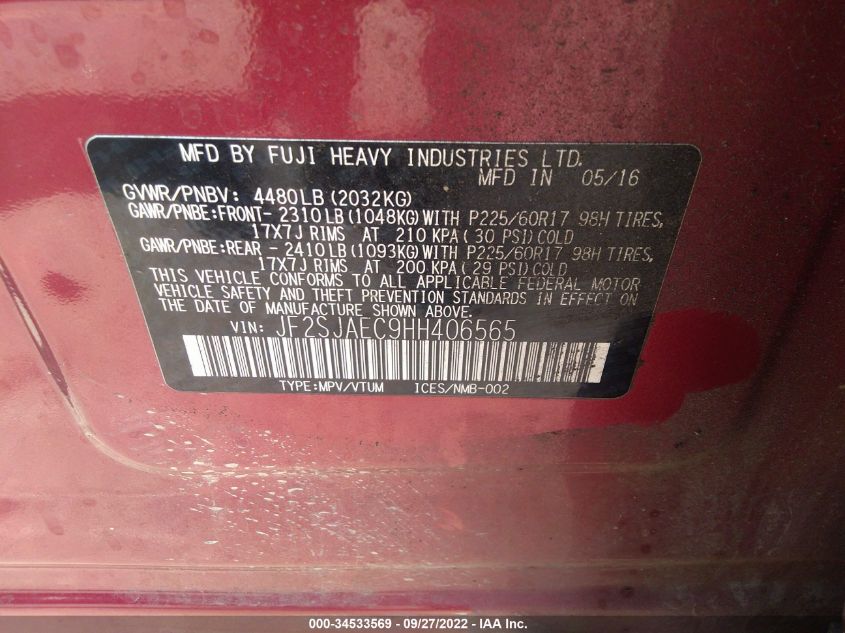 MFD BY FUJI HEAVY INDUSTRIES LTD.
MFD IN 05/16
GVWR/PNBV: 4480LB (2032KG)
GAWR/PNBE:FRONT- 2310LB (1048KG) WITH P225/60R17 98H TIRES,
17X7J RIMS AT 210 KPA( 30 PSI) COLD
GAWR/PNBE:REAR - 2410LB (1093KG) WITH P225/60R17 98H TIRES,
17X7J RIMS AT 200 KPA( 29 PSI) COLD
THIS VEHICLE CONFORMS TO ALL APPLICABLE FEDERAL MOTOR
VEHICLE SAFETY AND THEFT PREVENTION STANDARDS IN EFFECT ON
THE DATE OF MANUFACTURE SHOWN ABOVE.
VIN: JF2SJAEC9HH406565
TYPE:MPV/VTUM ICES/NMB-002
000-34533569 - 09/27/2022 - IAA Inc.